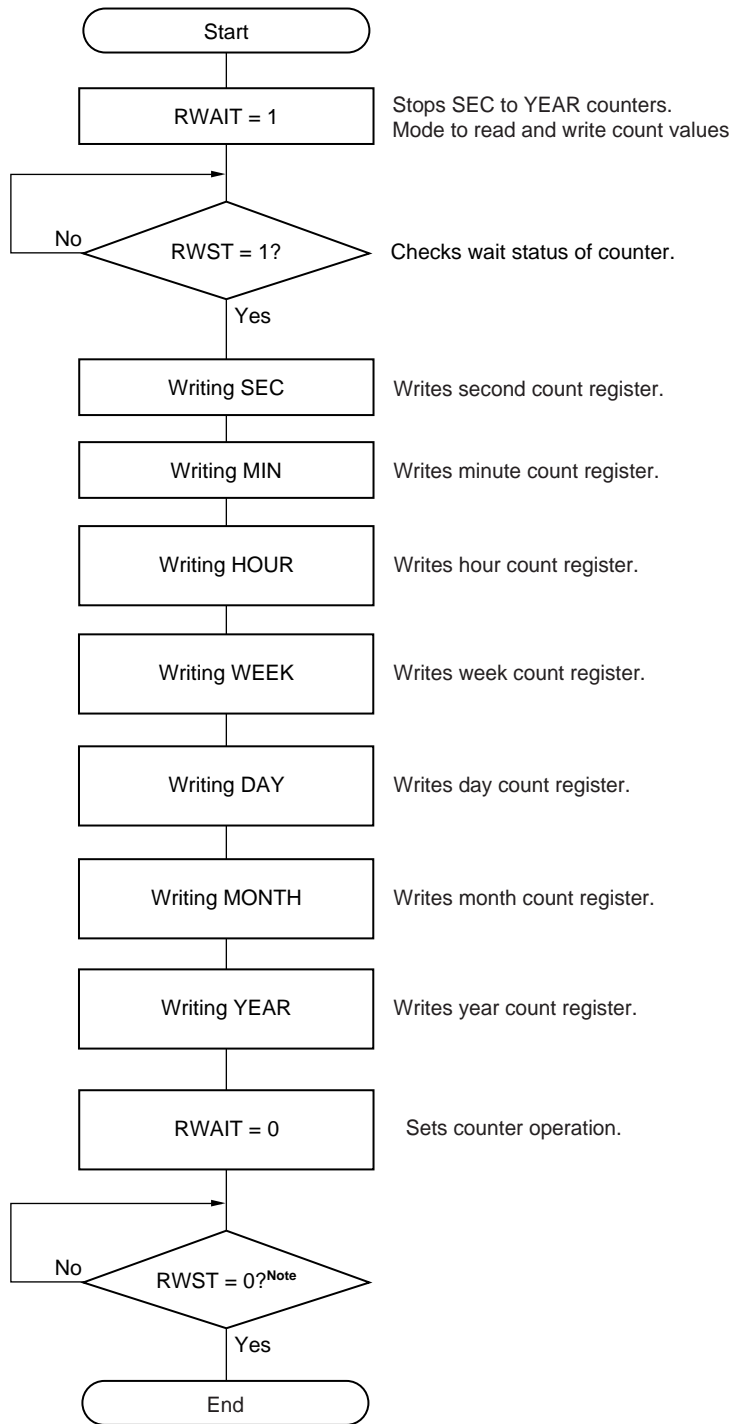 Start
RWAIT = 1
Stops SEC to YEAR counters.
Mode to read and write count values
No
RWST = 1?
Checks wait status of counter.
Yes
Writing SEC
Writes second count register.
Writing MIN
Writes minute count register.
Writing HOUR
Writes hour count register.
Writing WEEK
Writes week count register.
Writing DAY
Writes day count register.
Writing MONTH
Writes month count register.
Writing YEAR
Writes year count register.
RWAIT = 0
Sets counter operation.
No
RWST = 0?Note
Yes
End